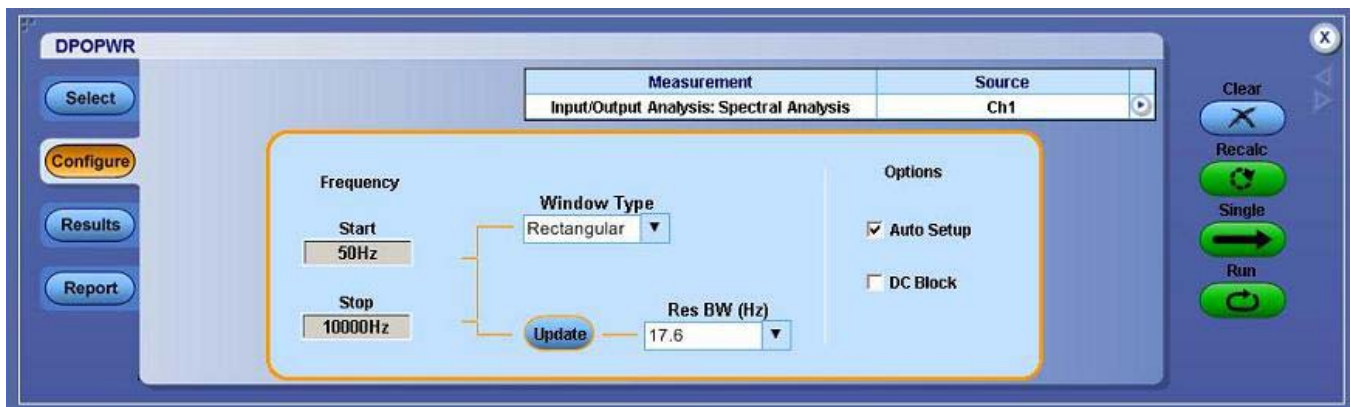 DPOPWR
Select
Configure
Results
Report
Measurement Source
Input/Output Analysis: Spectral Analysis Ch1
Frequency
Start
50Hz
Stop
10000Hz
Window Type
Rectangular
Update
Res BW (Hz)
17.6
Options
Auto Setup
DC Block
X
Clear
Recalc
Single
Run